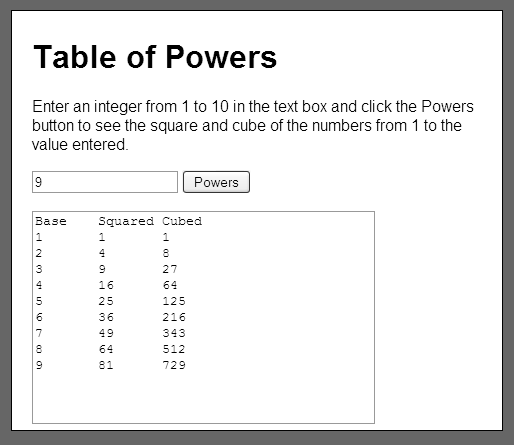 Table of Powers
Enter an integer from 1 to 10 in the text box and click the Powers
button to see the square and cube of the numbers from 1 to the
value entered.
9 Powers
Base Squared Cubed
1 1 1
2 4 8
3 9 27
4 16 64
5 25 125
6 36 216
7 49 343
8 64 512
9 81 729